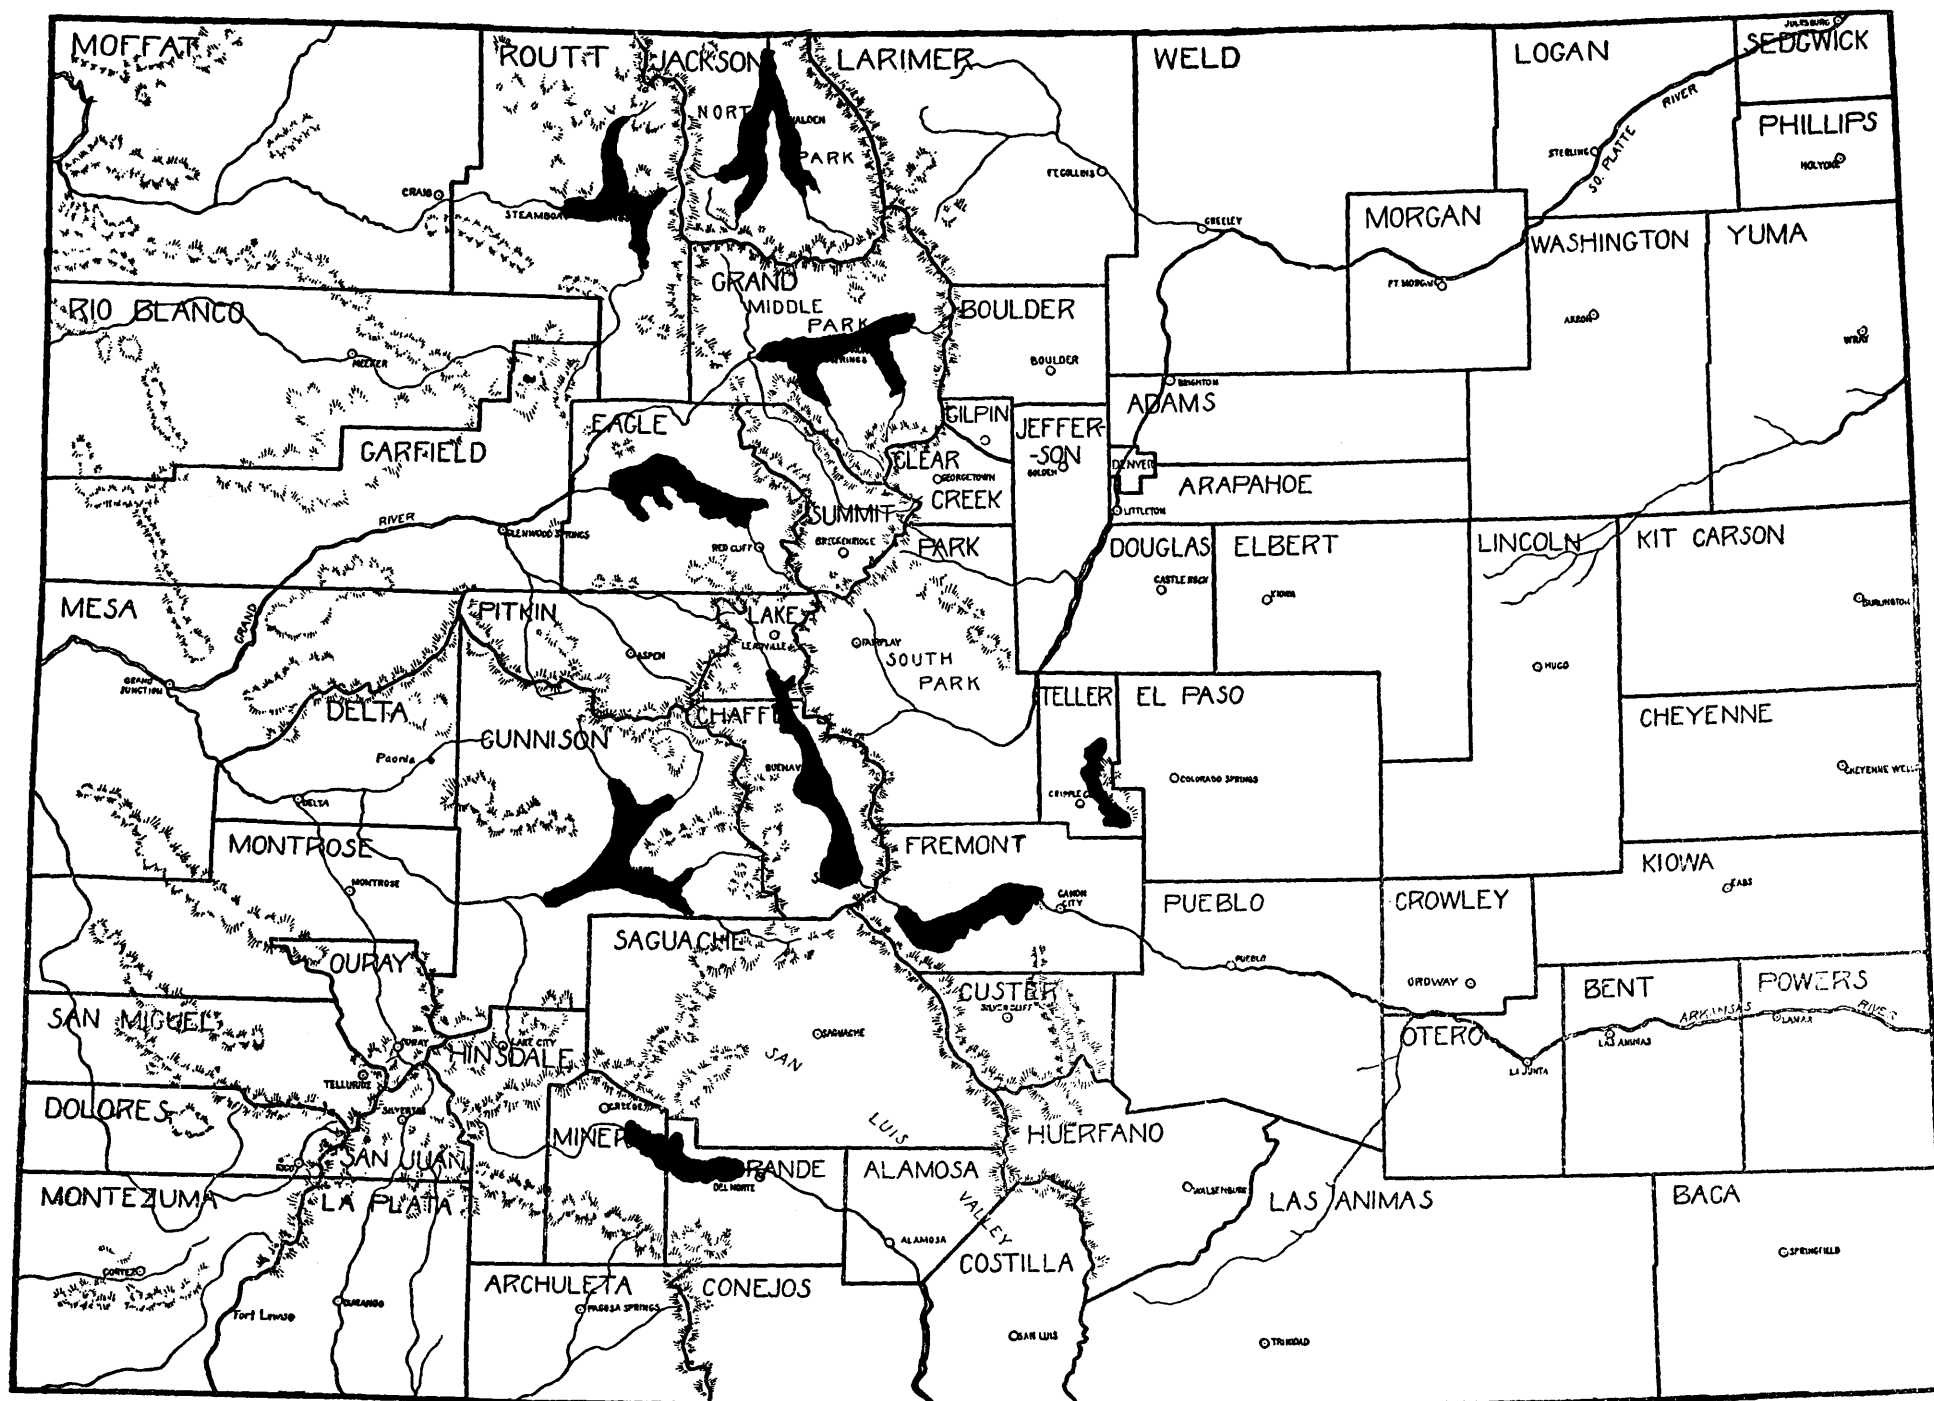 MOFFAT
ROUTT
JACKSON
LARIMER
WELD
LOGAN
JULESBURG
SEDGWICK
NORT
WALDEN
PARK
PHILLIPS
HOLYOKE
RIVER
SO. PLATTE
STERLING
CRAIG
FT. COLLINS
GREELEY
MORGAN
WASHINGTON
YUMA
GRAND
MIDDLE
PARK
BOULDER
FT MORGAN
AKRON
WRAY
RIO BLANCO
MEEKER
BOULDER
BRIGHTON
ADAMS
EAGLE
GILPIN
JEFFER-
-SON
GOLDEN
DENVER
GARFIELD
CLEAR
CREEK
GEORGETOWN
ARAPAHOE
LITTLETON
RIVER
GLENWOOD SPRINGS
SUMMIT
BRECKENRIDGE
RED CLIFF
PARK
DOUGLAS
CASTLE ROCK
ELBERT
KIOWA
LINCOLN
KIT CARSON
BURLINGTON
MESA
GRAND
PITKIN
ASPEN
LAKE
LEADVILLE
FAIRPLAY
SOUTH
PARK
HUGO
GRAND
JUNCTION
DELTA
GUNNISON
CHAFFEE
TELLER
EL PASO
CHEYENNE
Paonia
BUENA V
COLORADO SPRINGS
CRIPPLE C
CHEYENNE WELLS
DELTA
MONTROSE
MONTROSE
FREMONT
CANON
CITY
PUEBLO
CROWLEY
KIOWA
EADS
SAGUACHE
OURAY
PUEBLO
ORDWAY
BENT
POWERS
CUSTER
SILVER CLIFF
SAN MIGUEL
OURAY
HINSDALE
LAKE CITY
SAGUACHE
SAN
LUIS
VALLEY
OTERO
LA JUNTA
LAS ANIMAS
ARKANSAS
LAMAR
RIVER
TELLURIDE
DOLORES
SILVERTON
CREEDE
MINER
RICO
SAN JUAN
GRANDE
DEL NORTE
ALAMOSA
HUERFANO
MONTEZUMA
LA PLATA
WALSENBURG
LAS ANIMAS
BACA
CORTEZ
ALAMOSA
COSTILLA
SPRINGFIELD
Fort Lewis
DURANGO
ARCHULETA
PAGOSA SPRINGS
CONEJOS
SAN LUIS
TRINIDAD